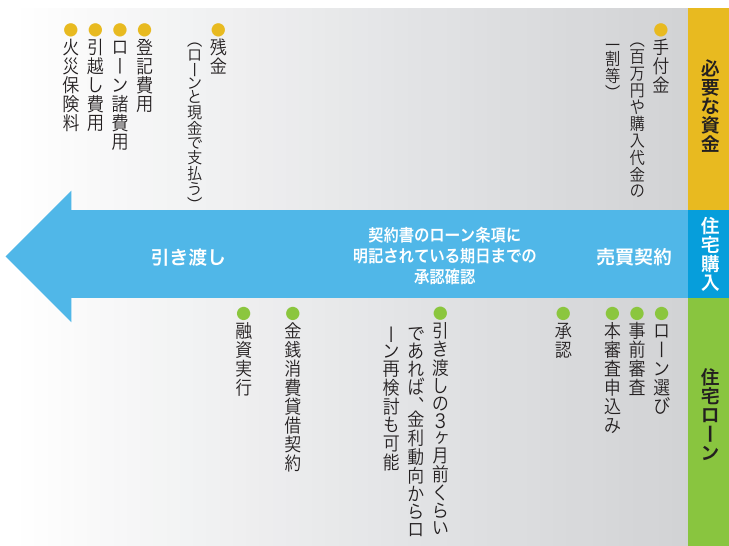 必要な資金
手付金
（百万円や購入代金の
一割等）
残金
（ローンと現金で支払う）
登記費用
ローン諸費用
引越し費用
火災保険料
住宅購入
売買契約
契約書のローン条項に
明記されている期日までの
承認確認
引き渡し
住宅ローン
ローン選び
事前審査
本審査申込み
承認
引き渡しの3ヶ月前くらい
であれば、金利動向からロ
ーン再検討も可能
金銭消費貸借契約
融資実行